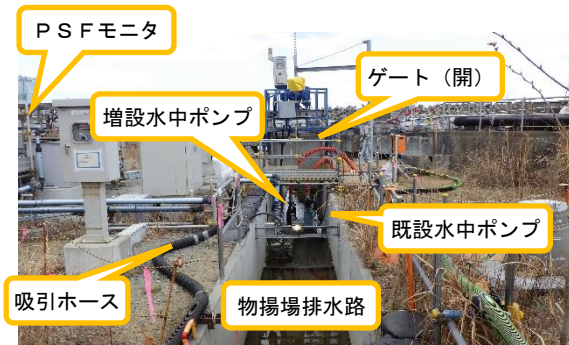 ＰＳＦモニタ
ゲート（開）
増設水中ポンプ
既設水中ポンプ
吸引ホース
物揚場排水路